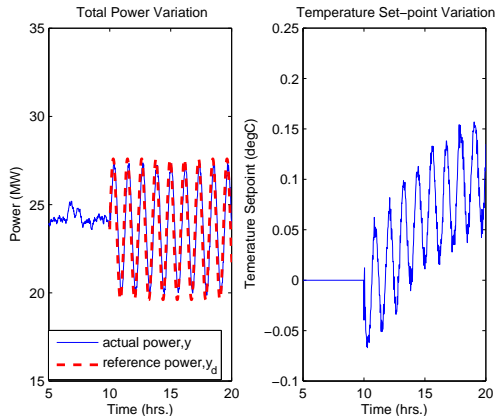 Total Power Variation
35
30
25
20
15
5
10
15
20
Power (MW)
Time (hrs.)
actual power,y
reference power,y_d
Temperature Set-point Variation
0.25
0.2
0.15
0.1
0.05
0
-0.05
-0.1
5
10
15
20
Temerature Setpoint (degC)
Time (hrs.)